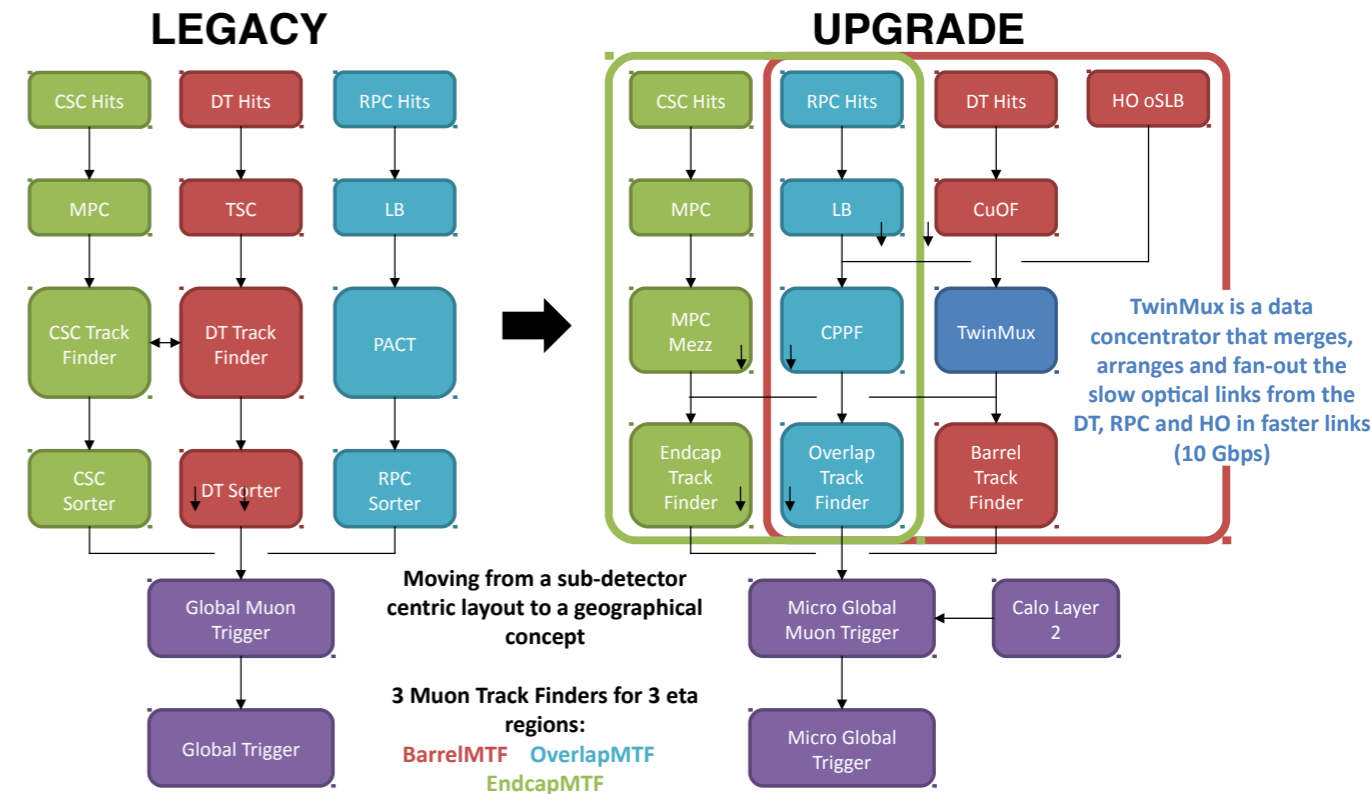 LEGACY
UPGRADE
CSC Hits
DT Hits
RPC Hits
CSC Hits
RPC Hits
DT Hits
HO oSLB
MPC
TSC
LB
MPC
LB
CuOF
CSC Track
Finder
DT Track
Finder
PACT
MPC
Mezz
CPPF
TwinMux
TwinMux is a data
concentrator that merges,
arranges and fan-out the
slow optical links from the
DT, RPC and HO in faster links
(10 Gbps)
CSC
Sorter
DT Sorter
RPC
Sorter
Endcap
Track
Finder
Overlap
Track
Finder
Barrel
Track
Finder
Global Muon
Trigger
Moving from a sub-detector
centric layout to a geographical
concept
Micro Global
Muon Trigger
Calo Layer
2
Global Trigger
3 Muon Track Finders for 3 eta
regions:
BarrelMTF OverlapMTF
EndcapMTF
Micro Global
Trigger